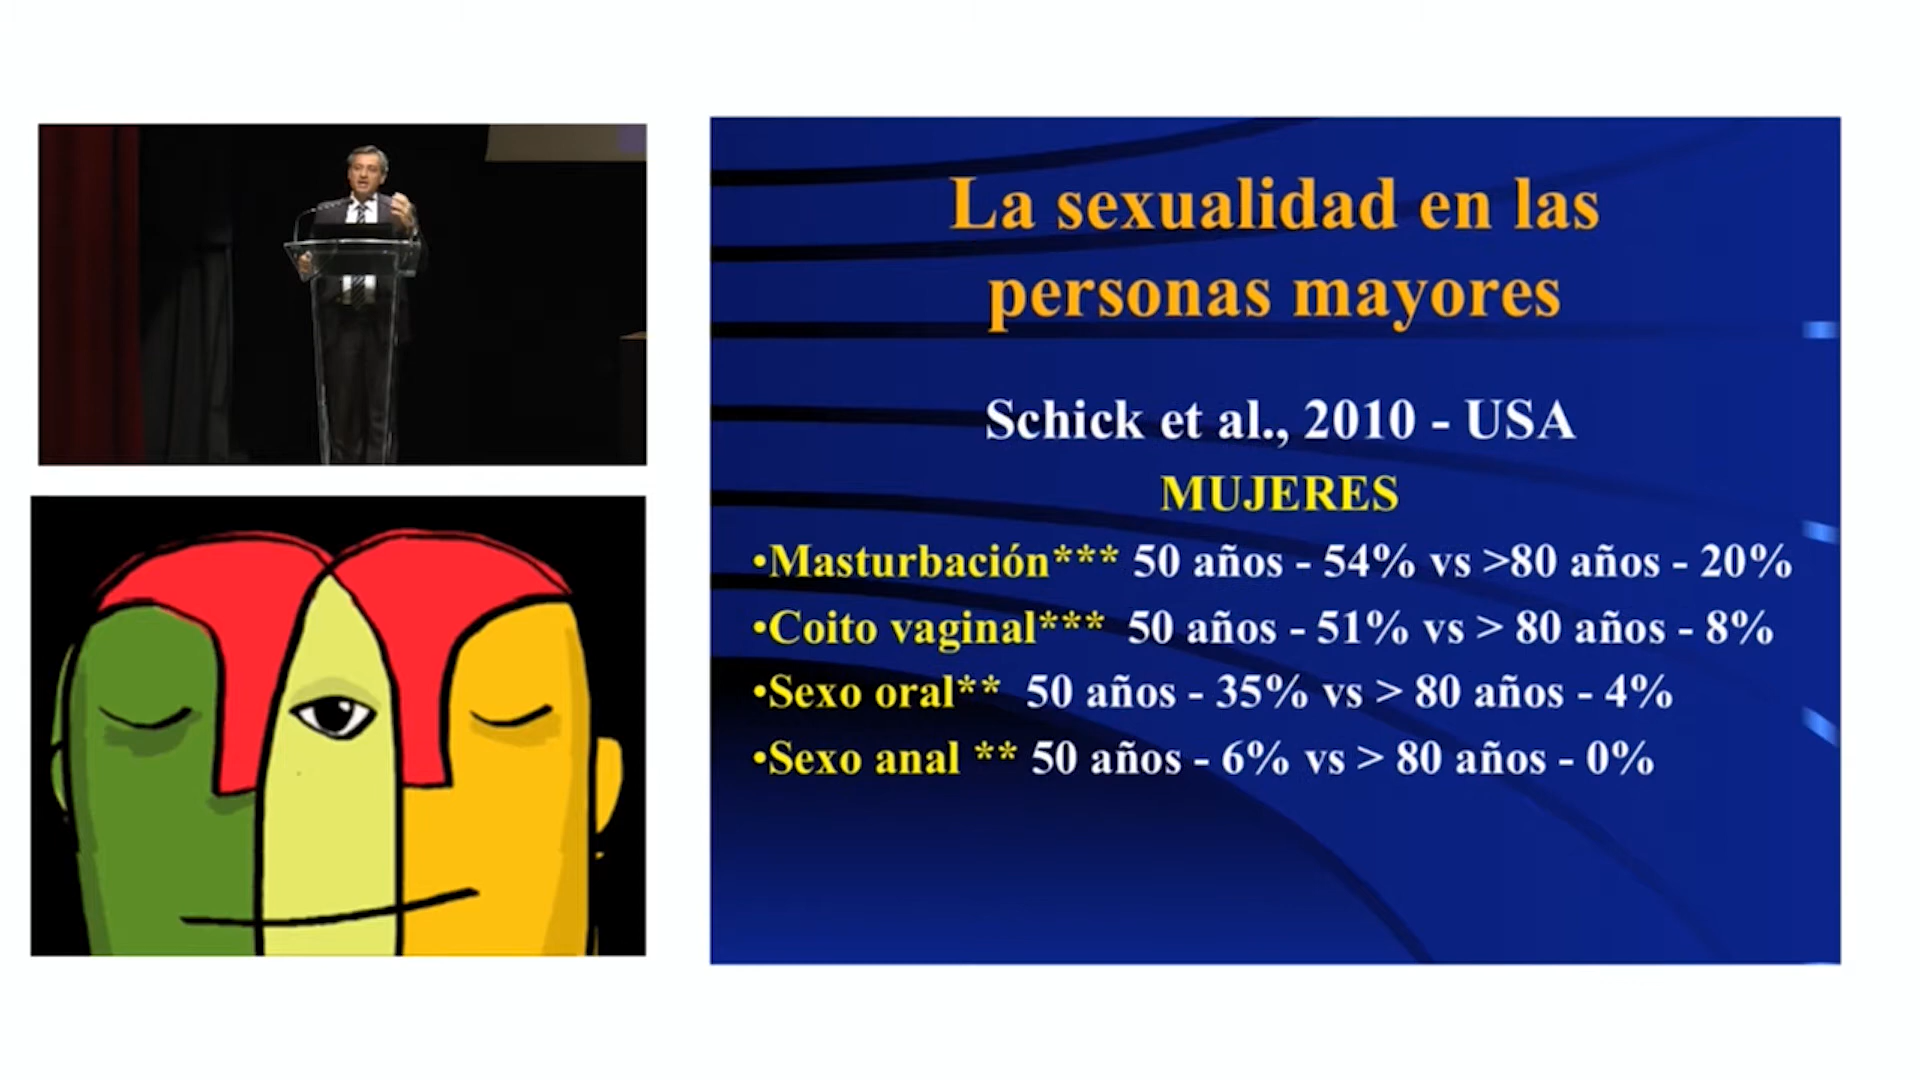 La sexualidad en las
personas mayores
Schick et al., 2010 - USA
MUJERES
•Masturbación*** 50 años - 54% vs >80 años - 20%
•Coito vaginal*** 50 años - 51% vs > 80 años - 8%
•Sexo oral** 50 años - 35% vs > 80 años - 4%
•Sexo anal ** 50 años - 6% vs > 80 años - 0%